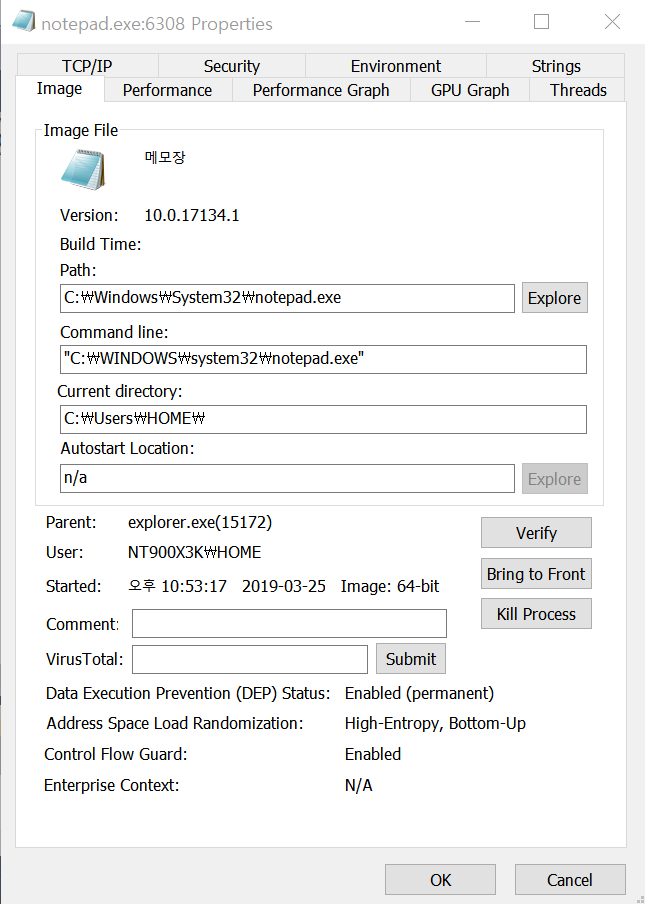 notepad.exe:6308 Properties
TCP/IP Security Environment Strings
Image Performance Performance Graph GPU Graph Threads
Image File
메모장
Version: 10.0.17134.1
Build Time:
Path:
C:₩Windows₩System32₩notepad.exe Explore
Command line:
"C:₩WINDOWS₩system32₩notepad.exe"
Current directory:
C:₩Users₩HOME₩
Autostart Location:
n/a Explore
Parent: explorer.exe(15172)
Verify
User: NT900X3K₩HOME
Started: 오후 10:53:17 2019-03-25 Image: 64-bit
Bring to Front
Kill Process
Comment:
VirusTotal: Submit
Data Execution Prevention (DEP) Status: Enabled (permanent)
Address Space Load Randomization: High-Entropy, Bottom-Up
Control Flow Guard: Enabled
Enterprise Context: N/A
OK Cancel